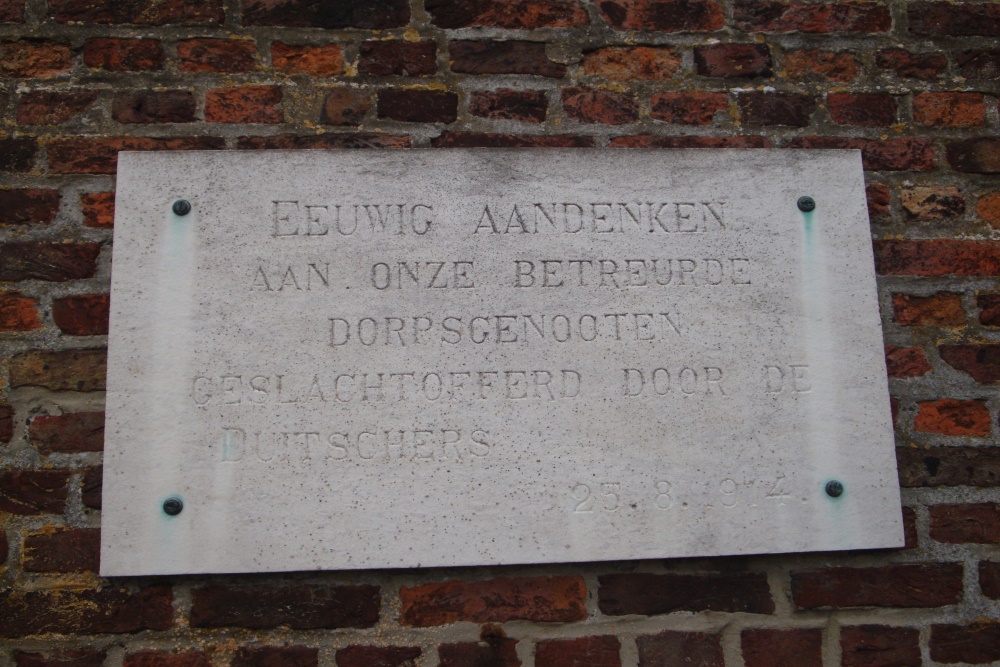 EEUWIG AANDENKEN
AAN ONZE BETREURDE
DORPSGENOOTEN
GESLACHTOFFERD DOOR DE
DUITSCHERS
25.8.1914.